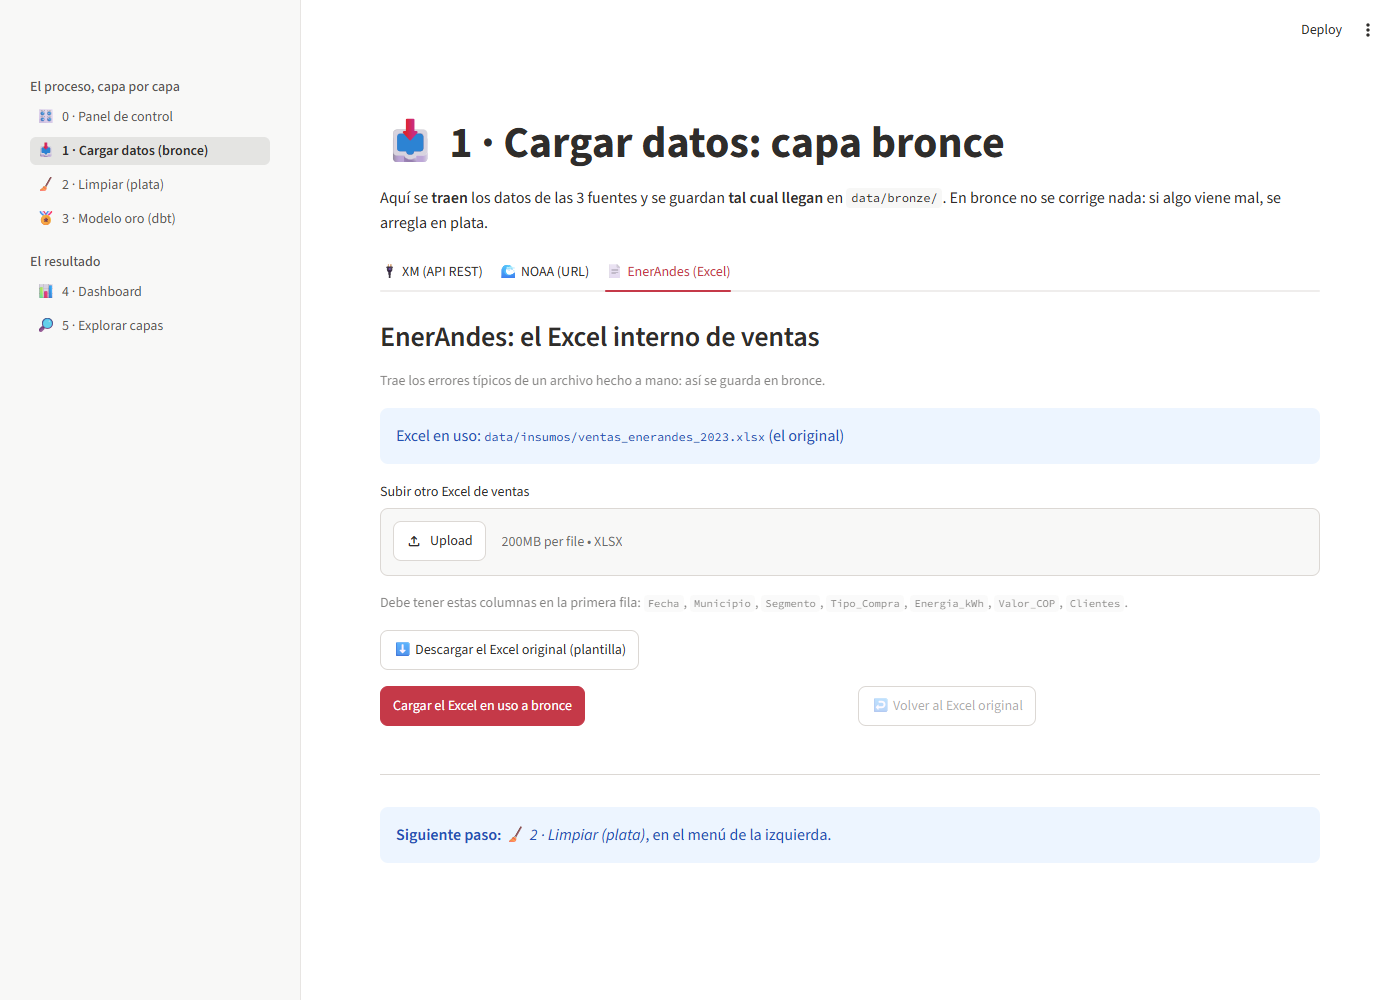 Deploy
El proceso, capa por capa
0 · Panel de control
1 · Cargar datos (bronce)
2 · Limpiar (plata)
3 · Modelo oro (dbt)
El resultado
4 · Dashboard
5 · Explorar capas
1 · Cargar datos: capa bronce
Aquí se traen los datos de las 3 fuentes y se guardan tal cual llegan en data/bronze/ . En bronce no se corrige nada: si algo viene mal, se
arregla en plata.
XM (API REST) NOAA (URL) EnerAndes (Excel)
EnerAndes: el Excel interno de ventas
Trae los errores típicos de un archivo hecho a mano: así se guarda en bronce.
Excel en uso: data/insumos/ventas_enerandes_2023.xlsx (el original)
Subir otro Excel de ventas
Upload 200MB per file • XLSX
Debe tener estas columnas en la primera fila: Fecha , Municipio , Segmento , Tipo_Compra , Energia_kWh , Valor_COP , Clientes .
Descargar el Excel original (plantilla)
Cargar el Excel en uso a bronce Volver al Excel original
Siguiente paso: 2 · Limpiar (plata), en el menú de la izquierda.